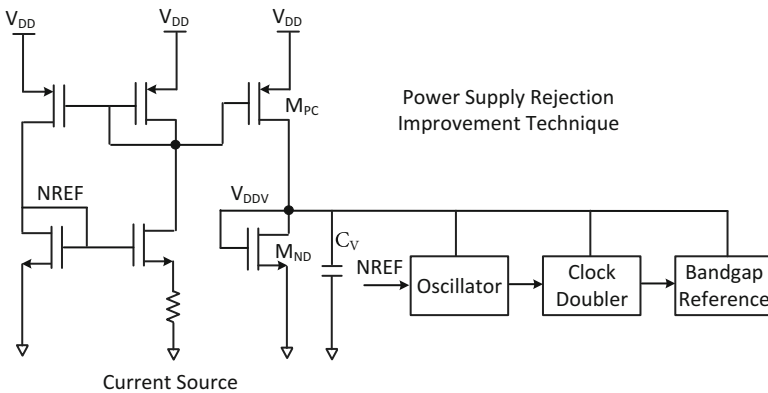 V_DD
V_DD
V_DD
M_PC
Power Supply Rejection
Improvement Technique
NREF
V_DDV
M_ND
C_V
NREF
Oscillator
Clock
Doubler
Bandgap
Reference
Current Source